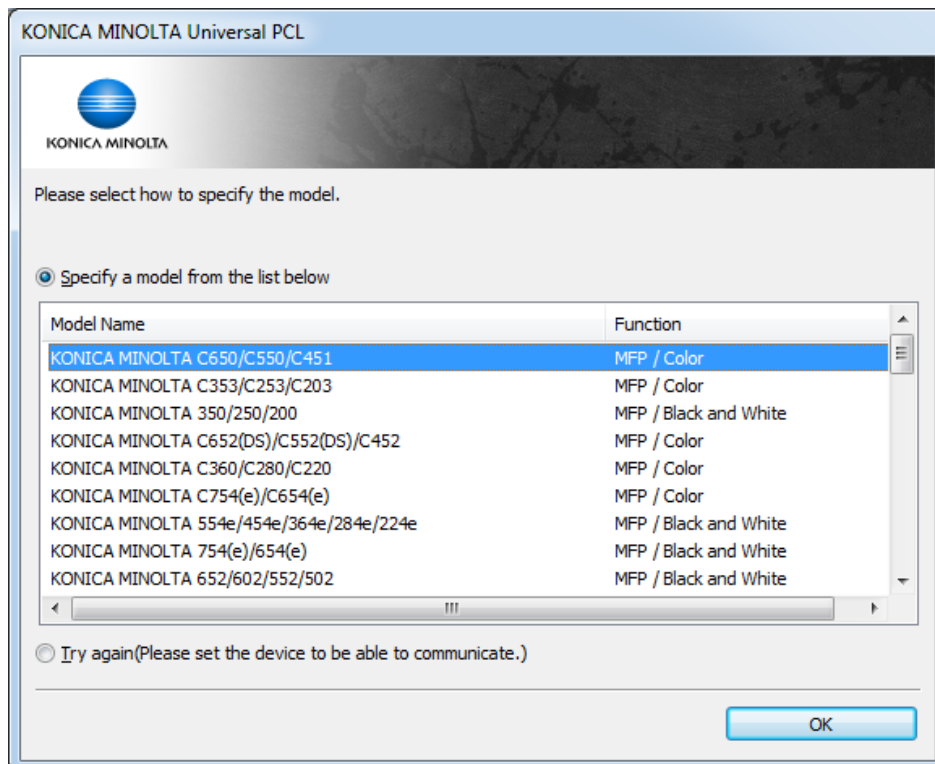 KONICA MINOLTA Universal PCL
KONICA MINOLTA
Please select how to specify the model.
Specify a model from the list below
Model Name Function
KONICA MINOLTA C650/C550/C451 MFP / Color
KONICA MINOLTA C353/C253/C203 MFP / Color
KONICA MINOLTA 350/250/200 MFP / Black and White
KONICA MINOLTA C652(DS)/C552(DS)/C452 MFP / Color
KONICA MINOLTA C360/C280/C220 MFP / Color
KONICA MINOLTA C754(e)/C654(e) MFP / Color
KONICA MINOLTA 554e/454e/364e/284e/224e MFP / Black and White
KONICA MINOLTA 754(e)/654(e) MFP / Black and White
KONICA MINOLTA 652/602/552/502 MFP / Black and White
Try again(Please set the device to be able to communicate.)
OK